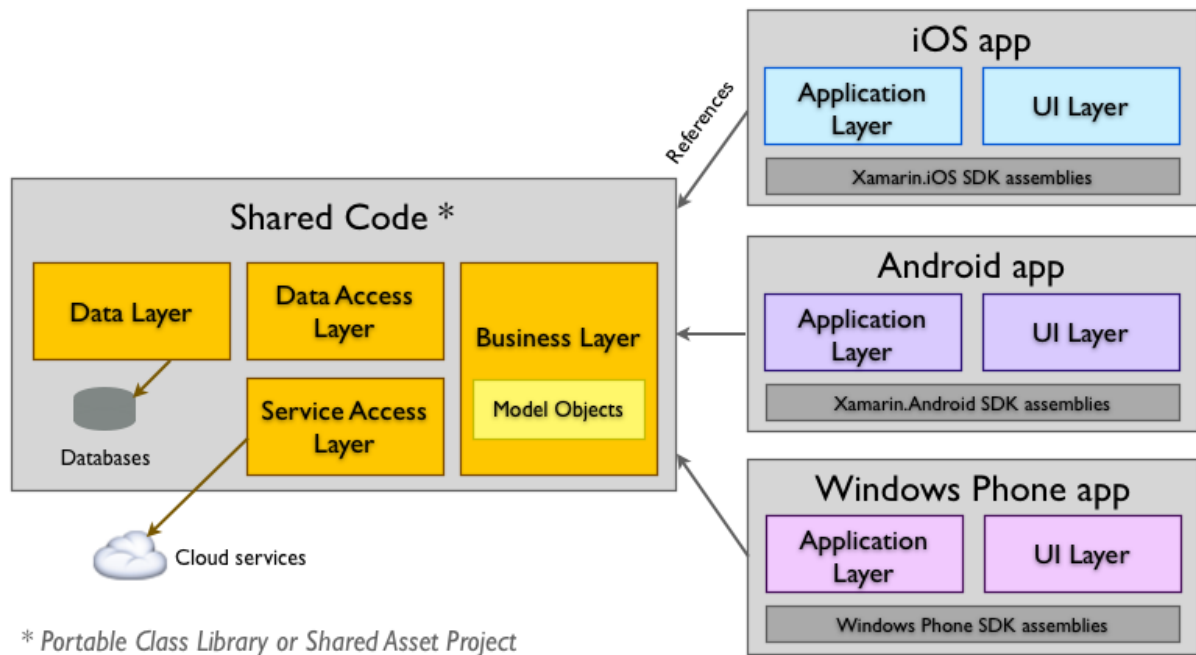 iOS app
Application
Layer
UI Layer
Xamarin.iOS SDK assemblies
References
Shared Code *
Data Layer
Data Access
Layer
Business Layer
Model Objects
Service Access
Layer
Databases
Cloud services
Android app
Application
Layer
UI Layer
Xamarin.Android SDK assemblies
Windows Phone app
Application
Layer
UI Layer
Windows Phone SDK assemblies
* Portable Class Library or Shared Asset Project